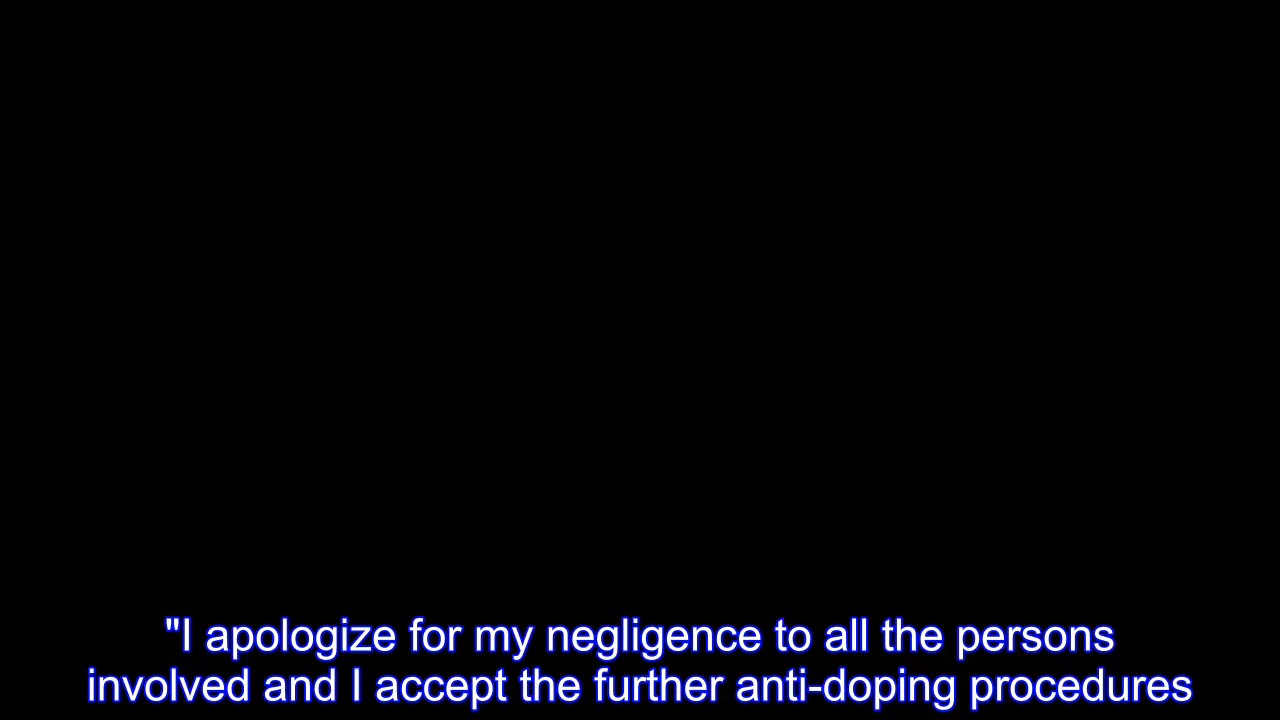 "I apologize for my negligence to all the persons
involved and I accept the further anti-doping procedures